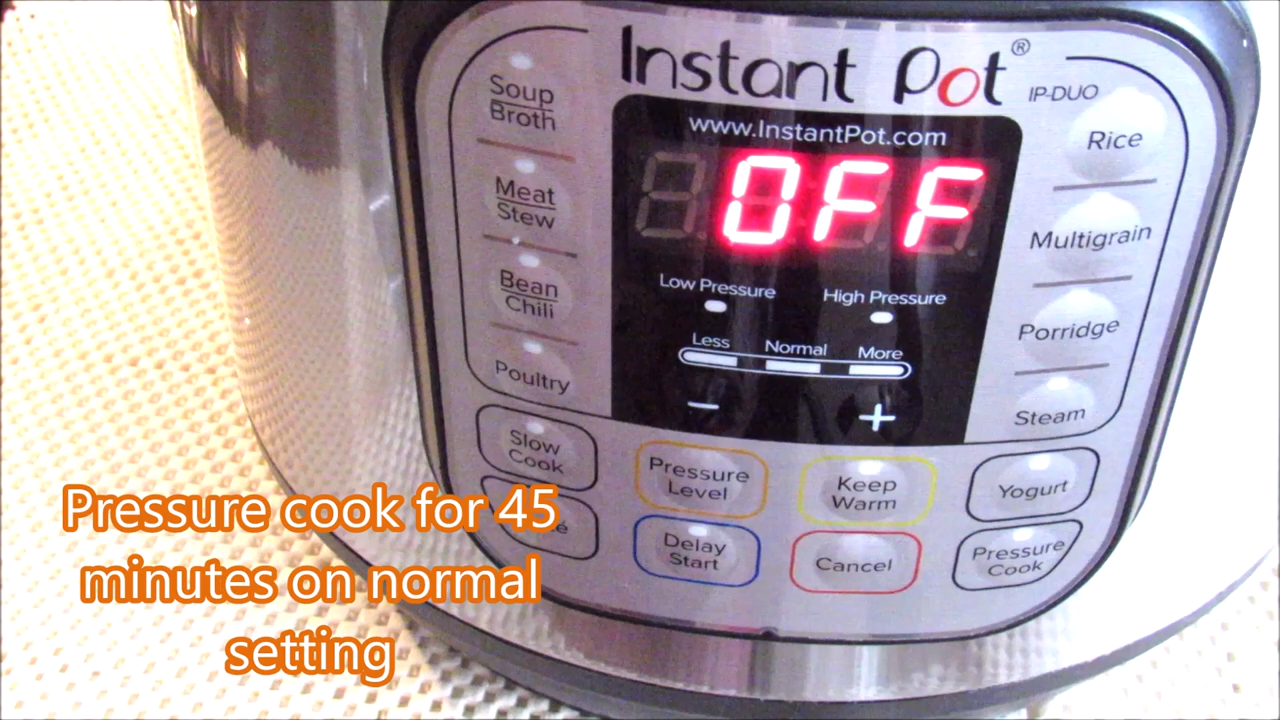 Instant Pot®
IP-DUO
www.InstantPot.com
OFF
Low Pressure
High Pressure
Less
Normal
More
−
+
Soup
Broth
Meat
Stew
Bean
Chili
Poultry
Slow
Cook
Rice
Multigrain
Porridge
Steam
Pressure
Level
Keep
Warm
Yogurt
Delay
Start
Cancel
Pressure
Cook
Pressure cook for 45
minutes on normal
setting